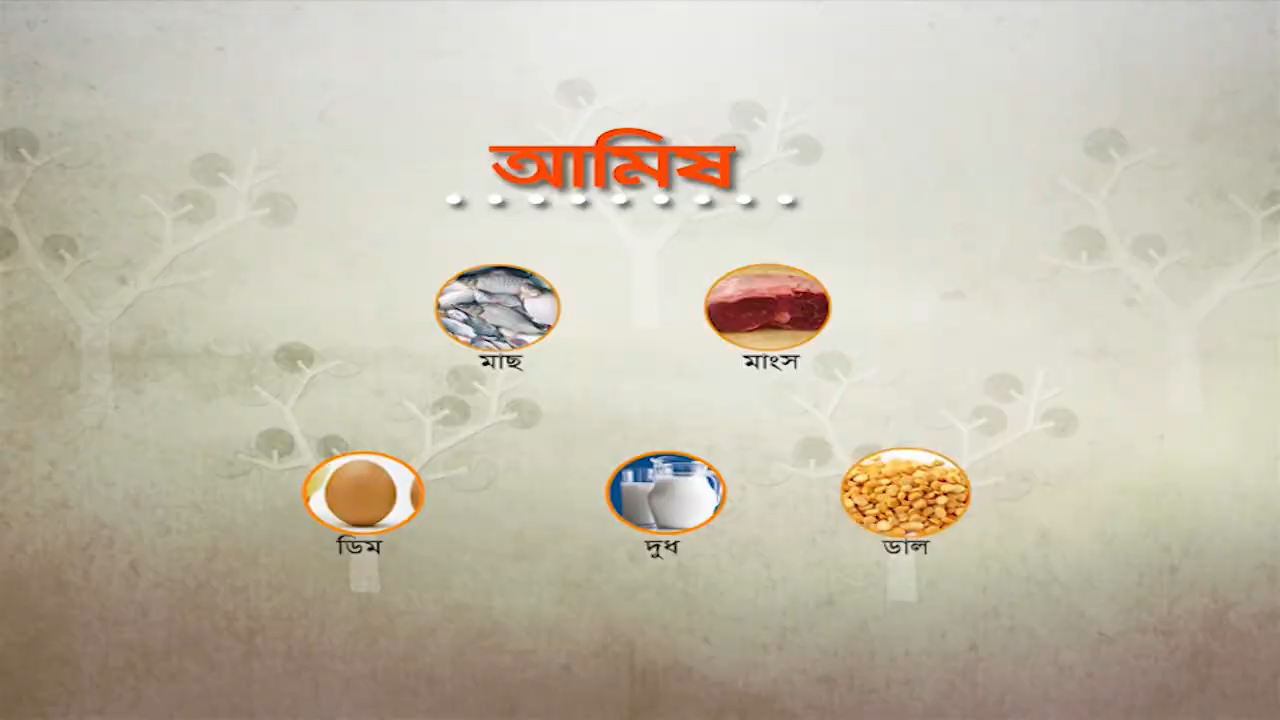 আমিষ
মাছ মাংস
ডিম দুধ ডাল